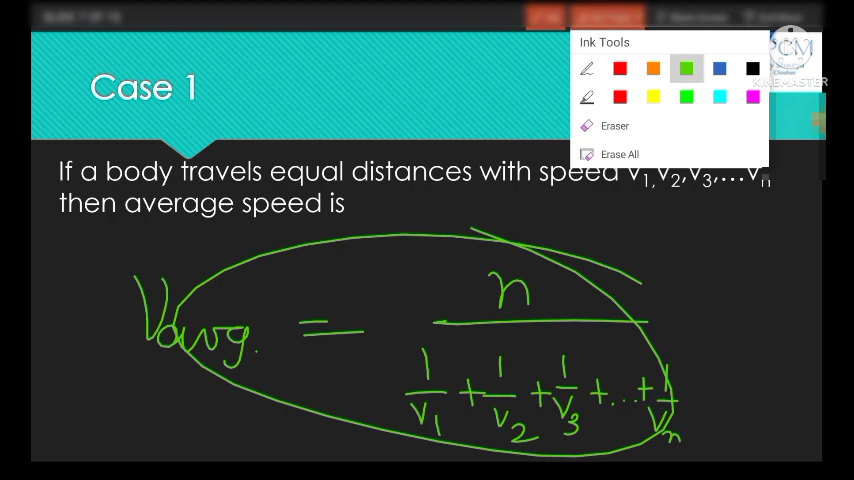 Ink Tools
Case 1
KINEMASTER
Eraser
Erase All
If a body travels equal distances with speed v1,v2,v3,...vn
then average speed is
Vavg. = n
1/v1 + 1/v2 + 1/v3 + ... + 1/vn